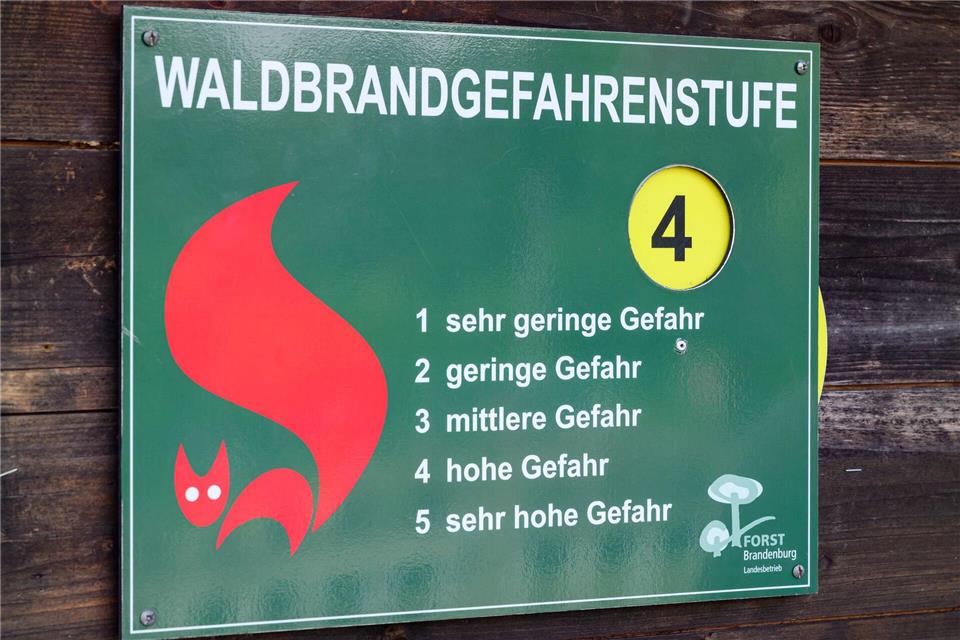 WALDBRANDGEFAHRENSTUFE
4
1 sehr geringe Gefahr
2 geringe Gefahr
3 mittlere Gefahr
4 hohe Gefahr
5 sehr hohe Gefahr
FORST
Brandenburg
Landesbetrieb